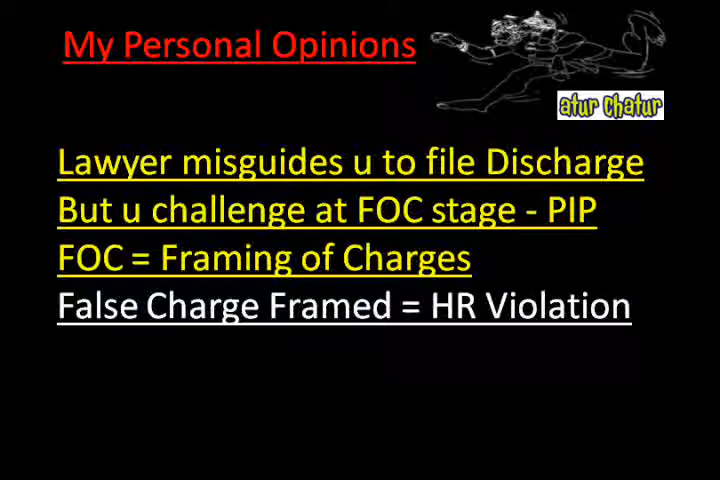 My Personal Opinions
atur chatur
Lawyer misguides u to file Discharge
But u challenge at FOC stage - PIP
FOC = Framing of Charges
False Charge Framed = HR Violation